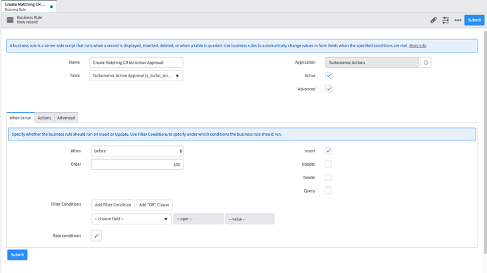 Create Matching CR ...
Business Rule
Business Rule
New record
Submit
A business rule is a server-side script that runs when a record is displayed, inserted, deleted, or when a table is queried. Use business rules to automatically change values in form fields when the specified conditions are met. More Info
Name
Create Matching CR for Action Approval
Application
Turbonomic Actions
Table
Active
Advanced
When to run
Actions
Advanced
Specify whether the business rule should run on Insert or Update. Use Filter Conditions to specify under which conditions the business rule should run.
When
before
Insert
Order
100
Update
Delete
Query
Filter Conditions
Add Filter Condition
Add "OR" Clause
-- choose field --
-- oper --
-- value --
Role conditions
Submit